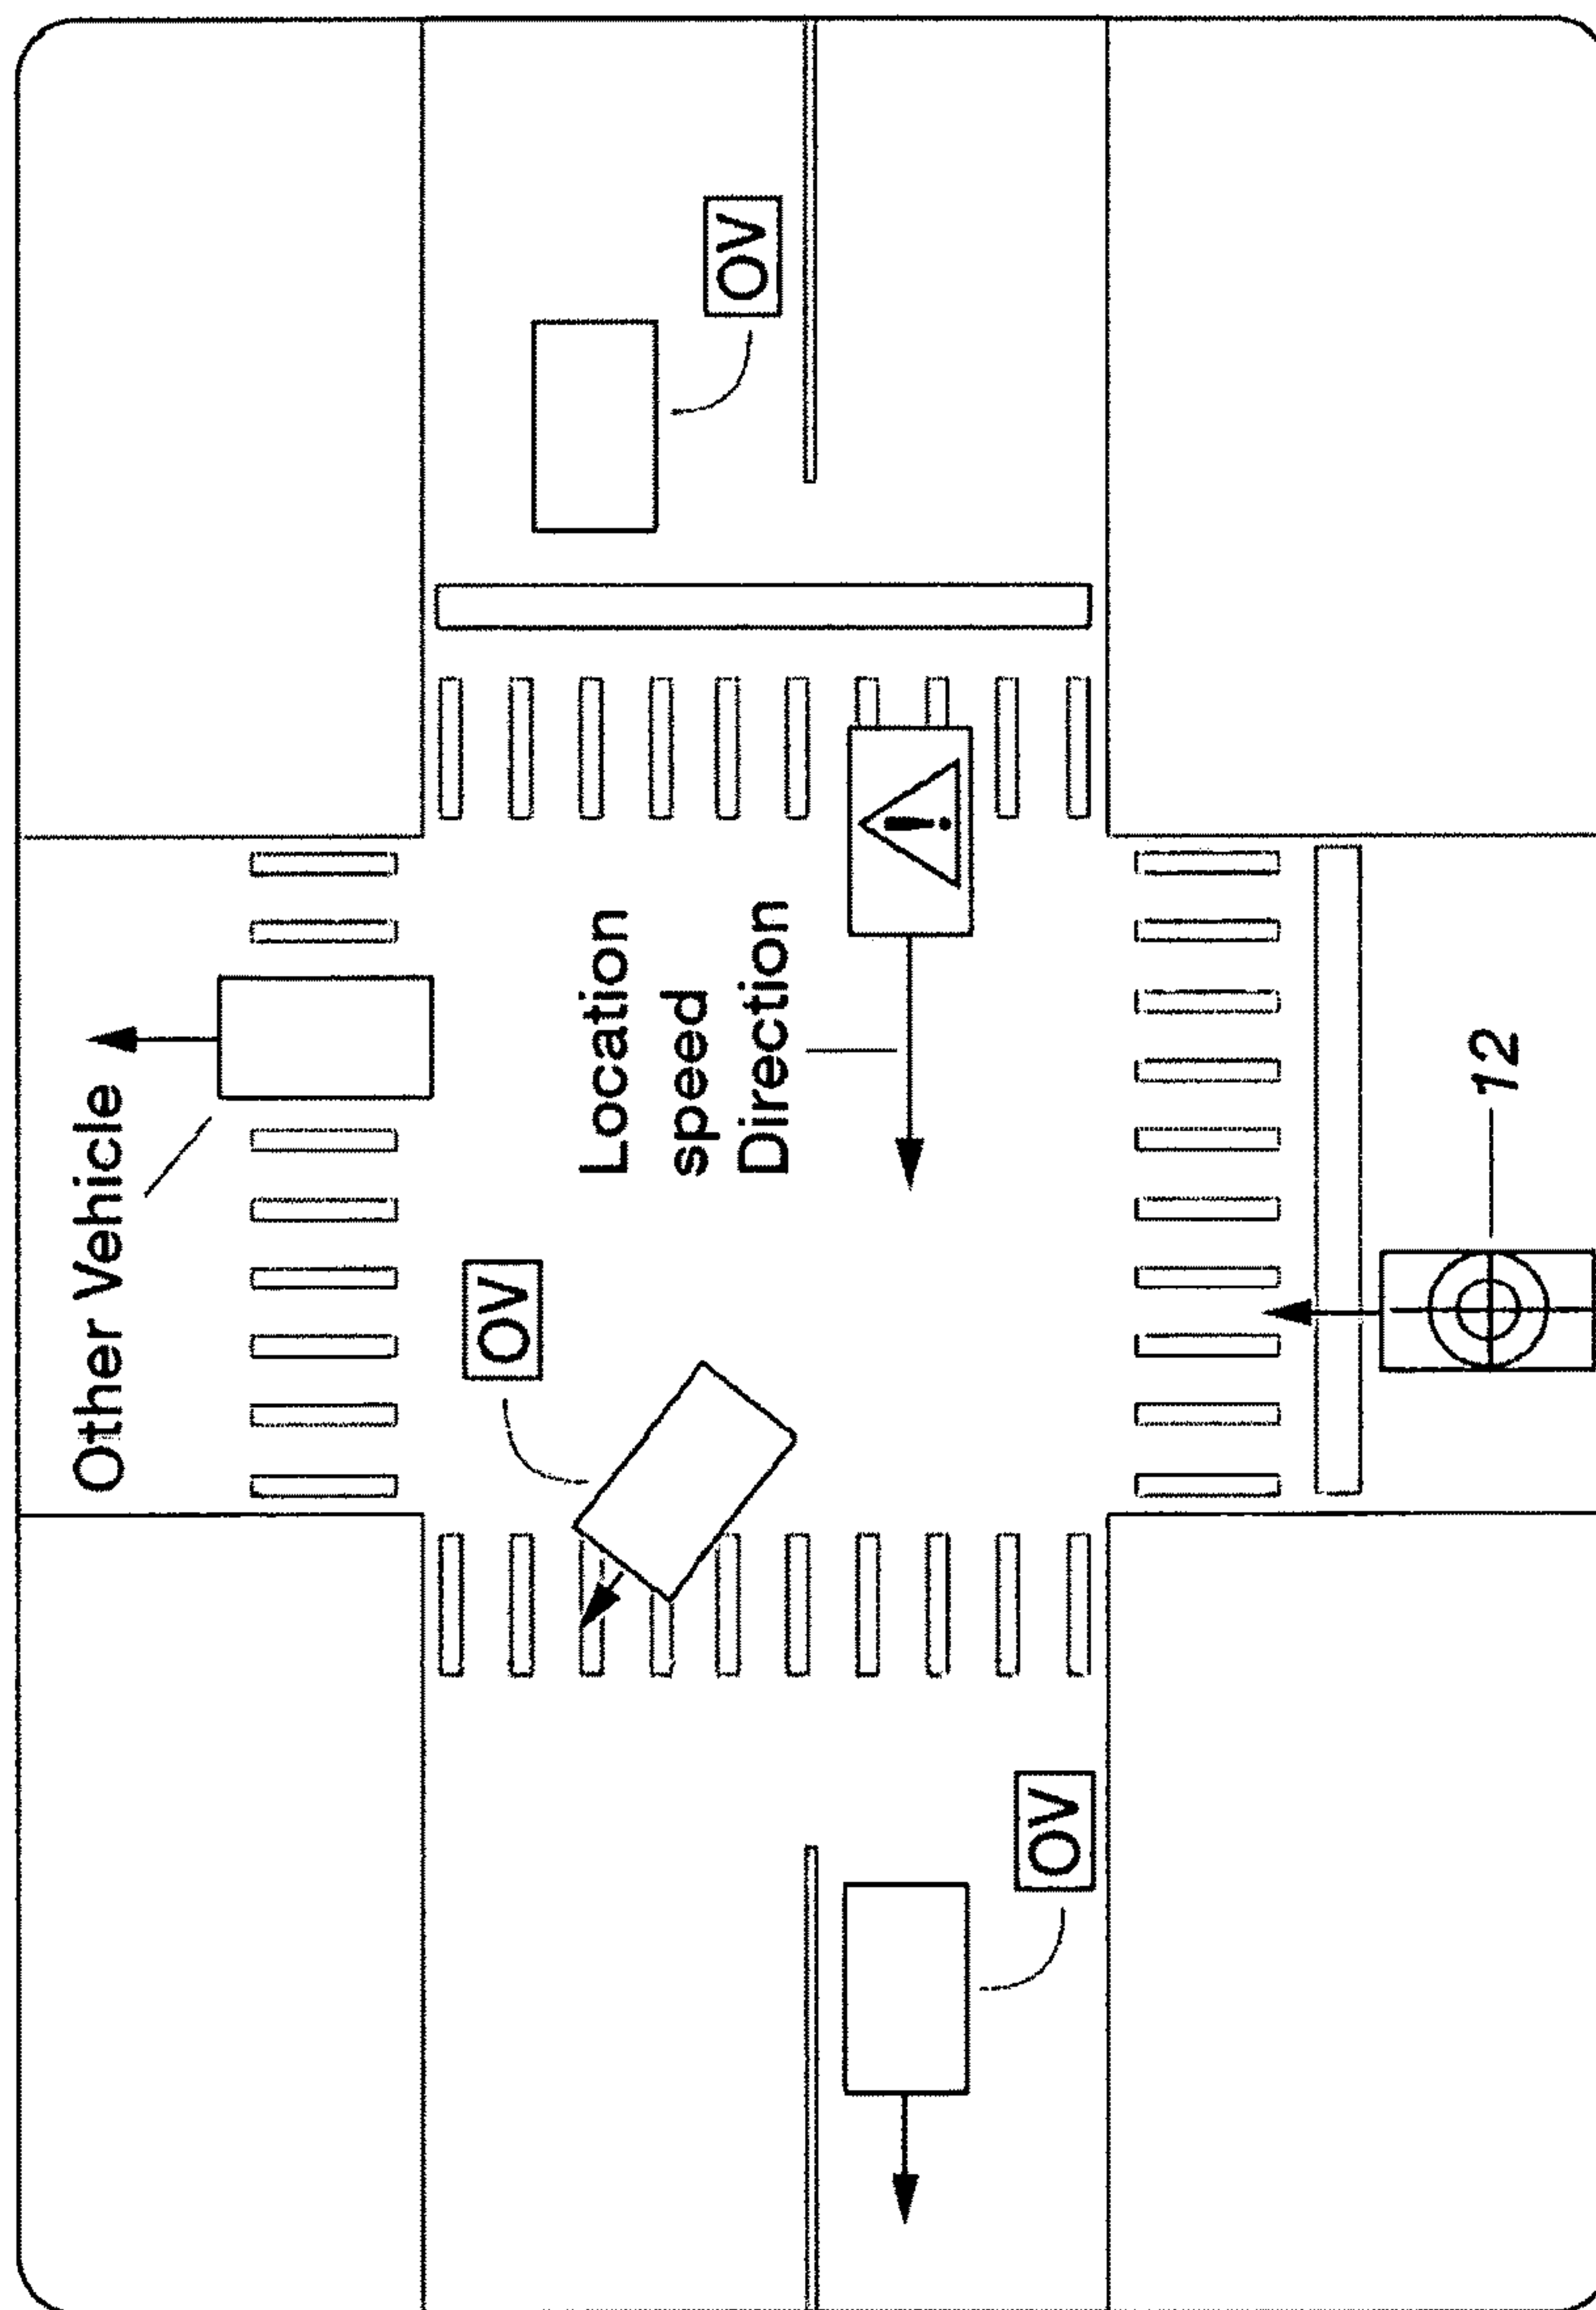 Other Vehicle
OV
Location
speed
Direction
OV
!
OV
12